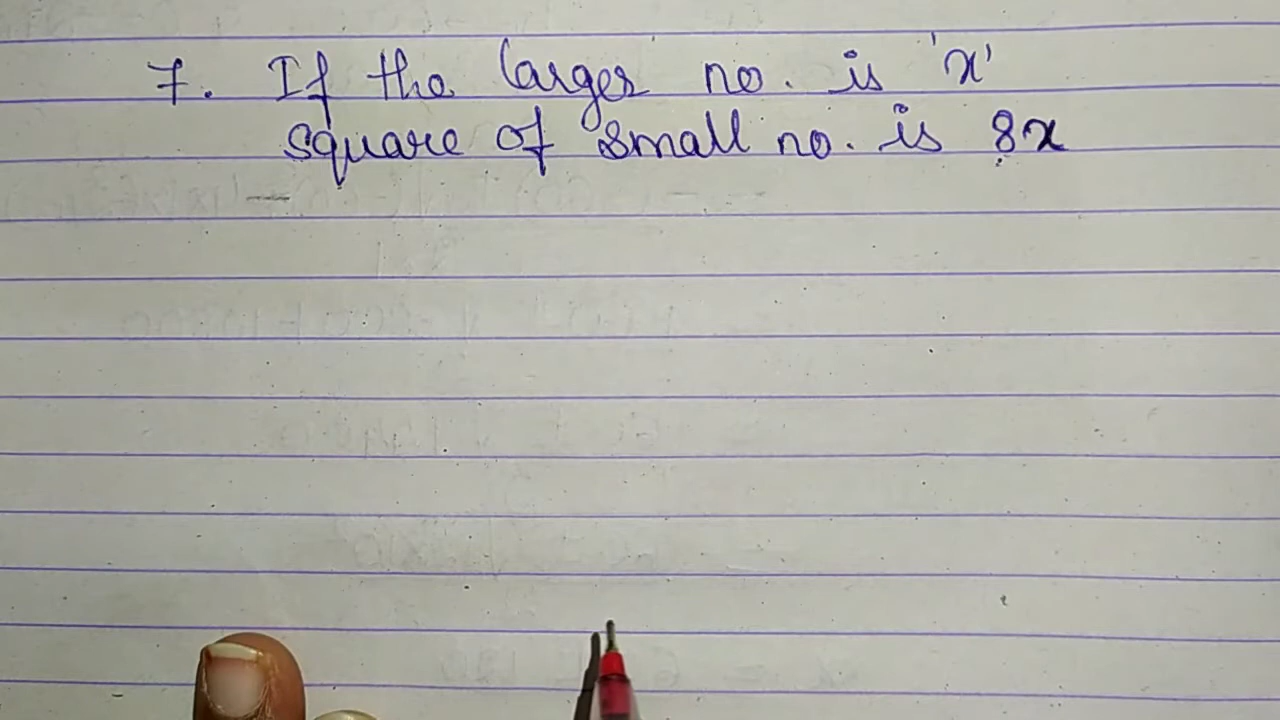 7. If the larger no. is 'x'
square of small no. is 8x